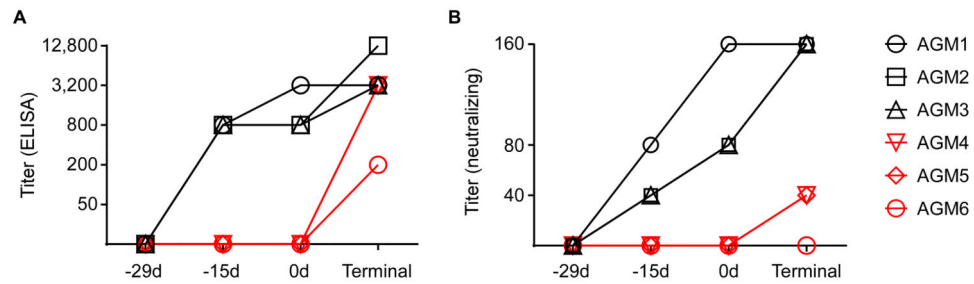 A
Titer (ELISA)
12,800
3,200
800
200
50
-29d -15d 0d Terminal
B
Titer (neutralizing)
160
80
40
-29d -15d 0d Terminal
AGM1
AGM2
AGM3
AGM4
AGM5
AGM6